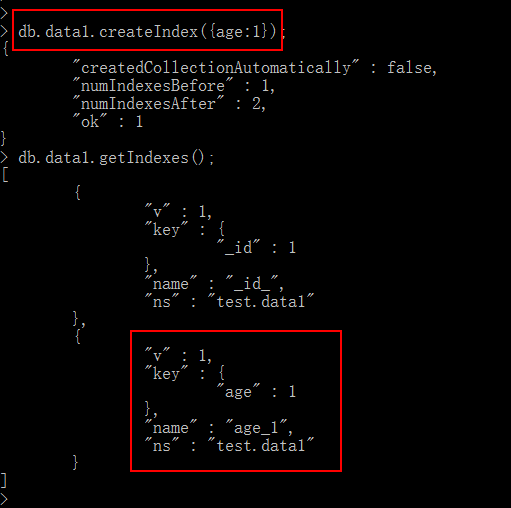 >
> db.data1.createIndex({age:1});
{
        "createdCollectionAutomatically" : false,
        "numIndexesBefore" : 1,
        "numIndexesAfter" : 2,
        "ok" : 1
}
> db.data1.getIndexes();
[
        {
                "v" : 1,
                "key" : {
                        "_id" : 1
                },
                "name" : "_id_",
                "ns" : "test.data1"
        },
        {
                "v" : 1,
                "key" : {
                        "age" : 1
                },
                "name" : "age_1",
                "ns" : "test.data1"
        }
]
>